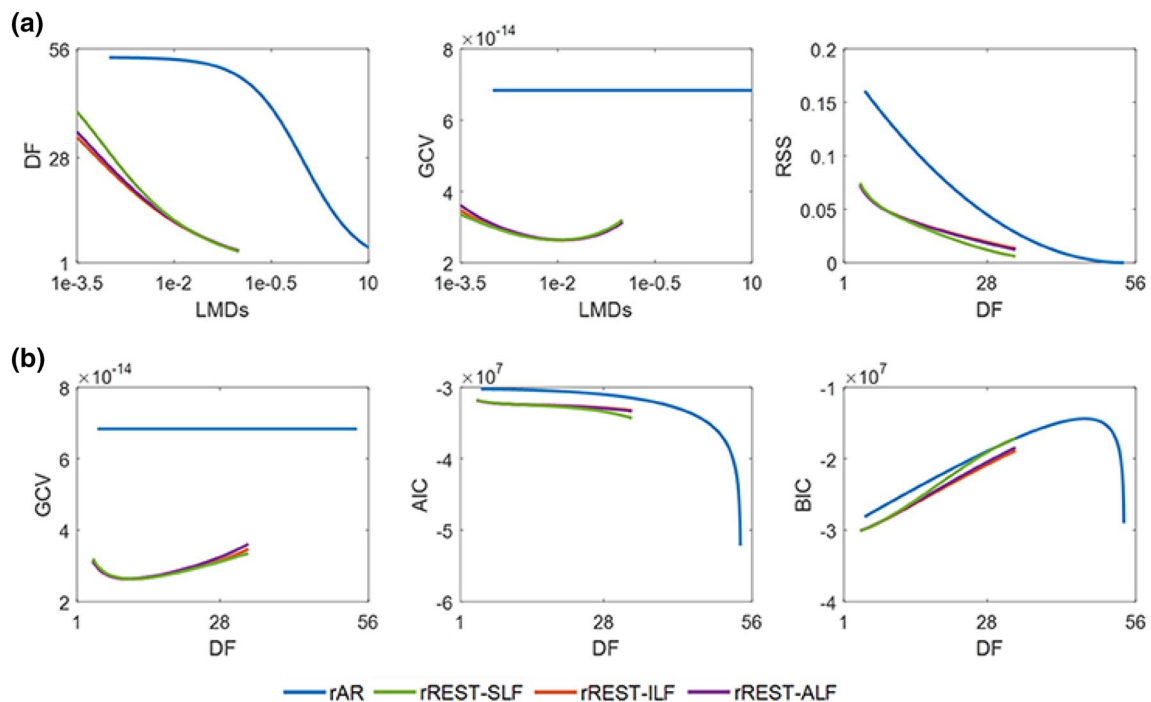 (a)
56
28
1
DF
1e-3.5 1e-2 1e-0.5 10
LMDs
×10^-14
8
6
4
2
GCV
1e-3.5 1e-2 1e-0.5 10
LMDs
0.2
0.15
0.1
0.05
0
RSS
1 28 56
DF
(b)
×10^-14
8
6
4
2
GCV
1 28 56
DF
×10^7
-3
-4
-5
-6
AIC
1 28 56
DF
×10^7
-1
-2
-3
-4
BIC
1 28 56
DF
rAR rREST-SLF rREST-ILF rREST-ALF